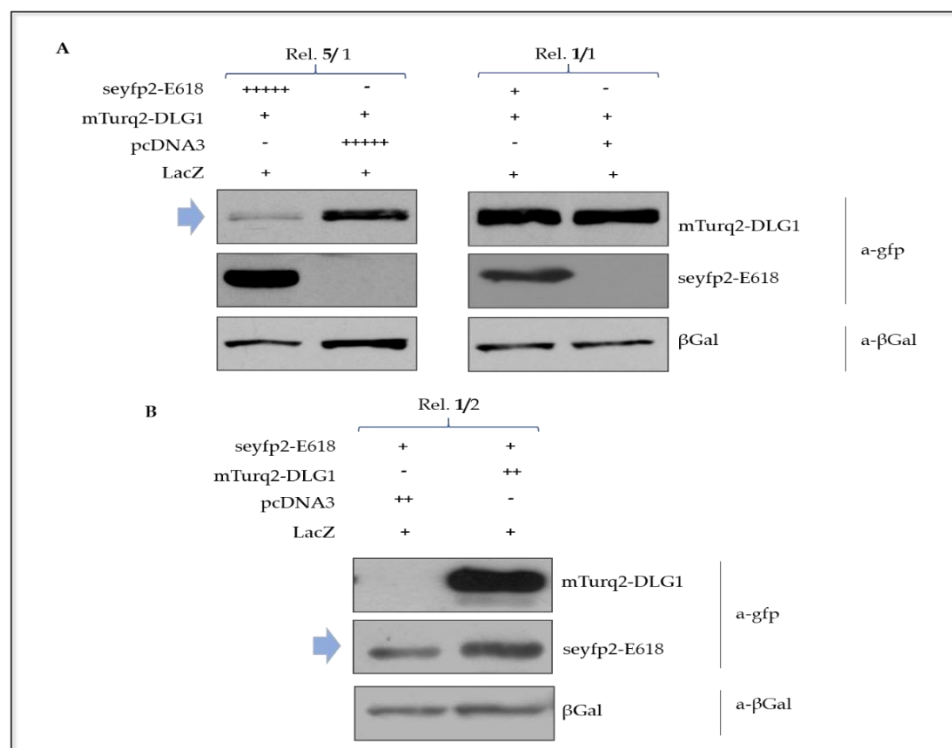 A
Rel. 5/1 Rel. 1/1
seyfp2-E618 +++++ - + -
mTurq2-DLG1 + + + +
pcDNA3 - +++++ - +
LacZ + + + +
mTurq2-DLG1
a-gfp
seyfp2-E618
βGal a-βGal
B
Rel. 1/2
seyfp2-E618 + +
mTurq2-DLG1 - ++
pcDNA3 ++ -
LacZ + +
mTurq2-DLG1
a-gfp
seyfp2-E618
βGal a-βGal